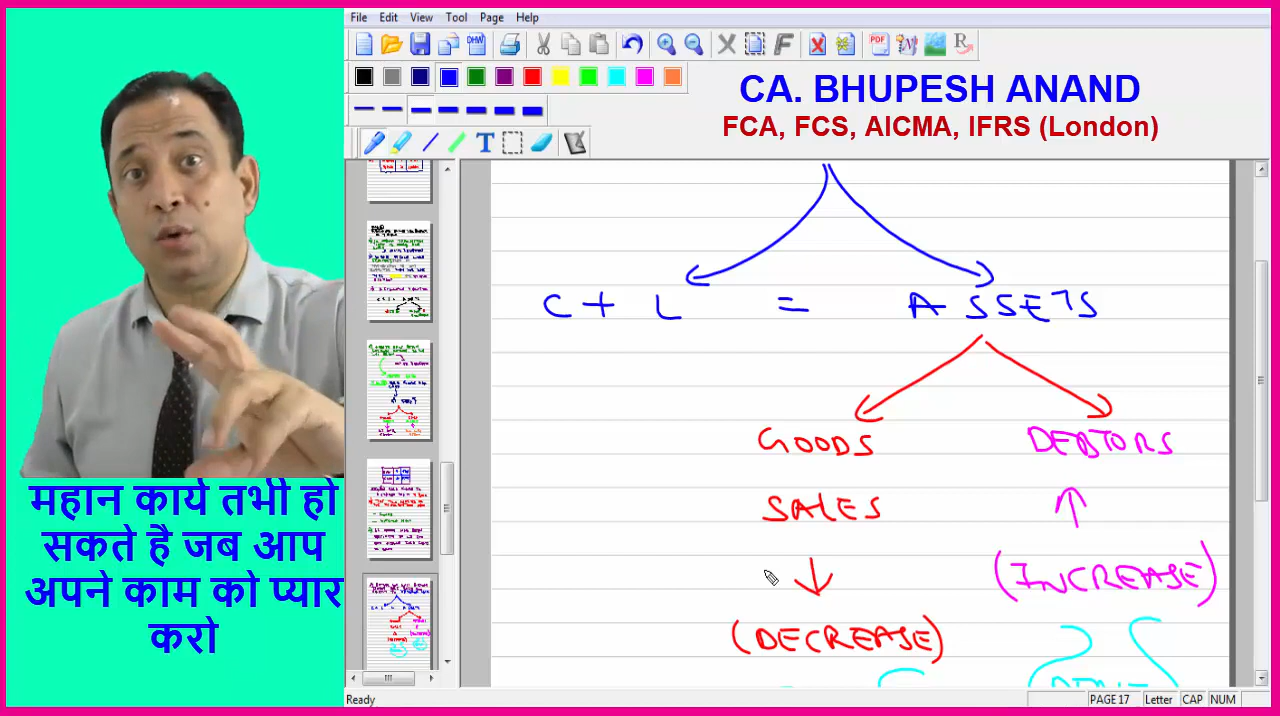 File Edit View Tool Page Help
CA. BHUPESH ANAND
FCA, FCS, AICMA, IFRS (London)
C + L = ASSETS
GOODS DEBTORS
SALES
(INCREASE)
(DECREASE)
महान कार्य तभी हो
सकते है जब आप
अपने काम को प्यार
करो
Ready PAGE 17 Letter CAP NUM